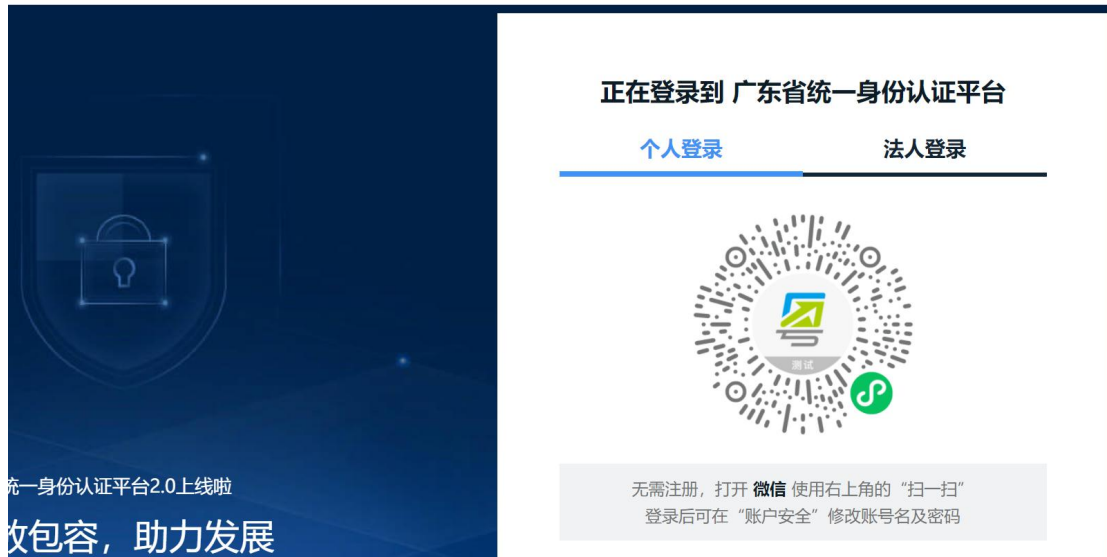 正在登录到 广东省统一身份认证平台
个人登录 法人登录
测试
无需注册，打开 微信 使用右上角的“扫一扫”
登录后可在“账户安全”修改账号名及密码
统一身份认证平台2.0上线啦
放包容，助力发展